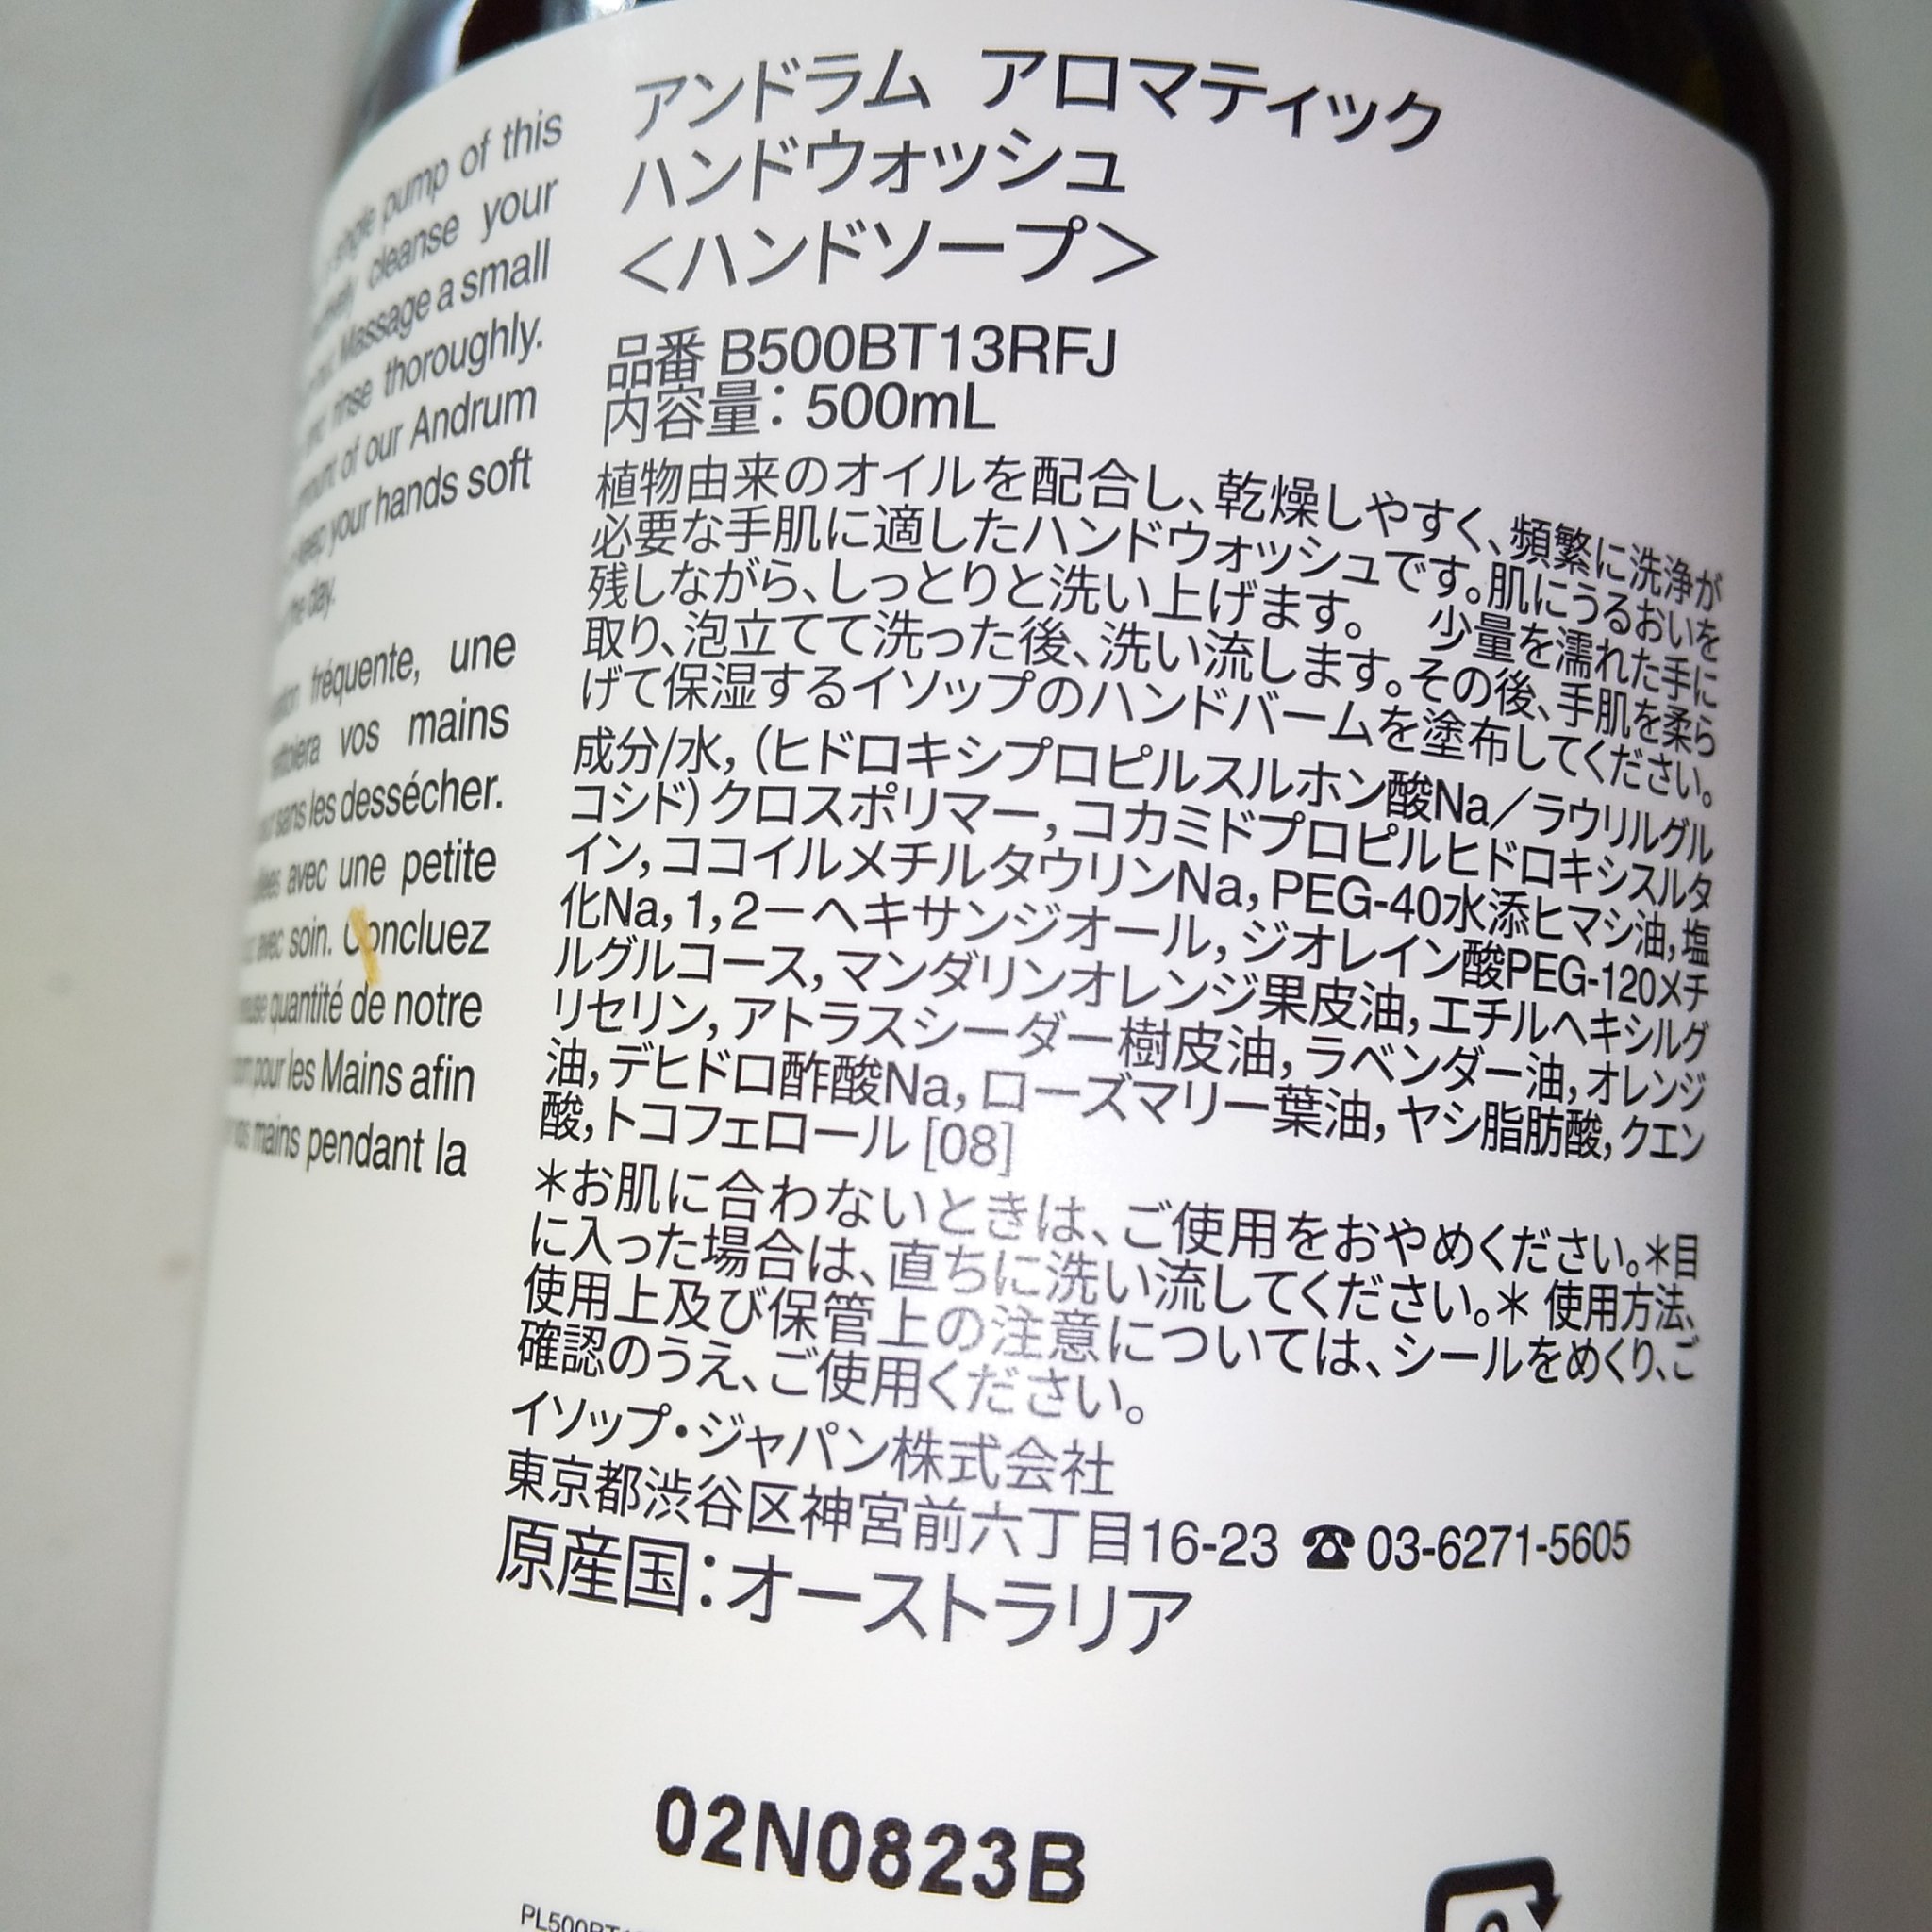 pump of this
cleanse your
Massage a small
rinse thoroughly.
of our Andrum
your hands soft
the day.
fréquente, une
vos mains
sans les dessécher.
avec une petite
avec soin. Concluez
quantité de notre
pour les Mains afin
mains pendant la
アンドラム アロマティック
ハンドウォッシュ
<ハンドソープ>
品番 B500BT13RFJ
内容量：500mL
植物由来のオイルを配合し、乾燥しやすく、頻繁に洗浄が
必要な手肌に適したハンドウォッシュです。肌にうるおいを
残しながら、しっとりと洗い上げます。 少量を濡れた手に
取り、泡立てて洗った後、洗い流します。その後、手肌を柔ら
げて保湿するイソップのハンドバームを塗布してください。
成分/水,(ヒドロキシプロピルスルホン酸Na／ラウリルグル
コシド)クロスポリマー,コカミドプロピルヒドロキシスルタ
イン,ココイルメチルタウリンNa,PEG-40水添ヒマシ油,塩
化Na,1,2－ヘキサンジオール,ジオレイン酸PEG-120メチ
ルグルコース,マンダリンオレンジ果皮油,エチルヘキシルグ
リセリン,アトラスシーダー樹皮油,ラベンダー油,オレンジ
油,デヒドロ酢酸Na,ローズマリー葉油,ヤシ脂肪酸,クエン
酸,トコフェロール [08]
＊お肌に合わないときは、ご使用をおやめください。＊目
に入った場合は、直ちに洗い流してください。＊ 使用方法、
使用上及び保管上の注意については、シールをめくり、ご
確認のうえ、ご使用ください。
イソップ・ジャパン株式会社
東京都渋谷区神宮前六丁目16-23 ☎03-6271-5605
原産国：オーストラリア
02N0823B